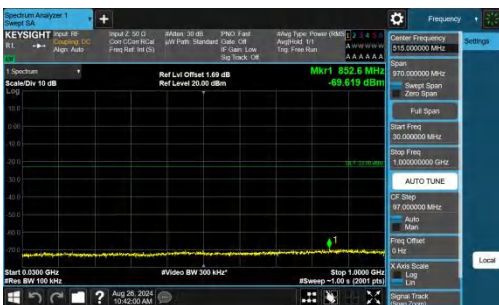 Spectrum Analyzer 1
Swept SA
Frequency
KEYSIGHT
Input: RF
Coupling: DC
Align: Auto
Input Z: 50 Ω
Corr CCorr RCal
Freq Ref: Int (S)
#Atten: 30 dB
µW Path: Standard
PNO: Fast
Gate: Off
IF Gain: Low
Sig Track: Off
#Avg Type: Power (RMS)
Avg|Hold: 1/1
Trig: Free Run
1 Spectrum
Scale/Div 10 dB
Ref Lvl Offset 1.69 dB
Ref Level 20.00 dBm
Mkr1 852.6 MHz
-69.619 dBm
Log
Start 0.0300 GHz
#Res BW 100 kHz
#Video BW 300 kHz*
Stop 1.0000 GHz
#Sweep ~1.00 s (2001 pts)
Aug 28, 2024
10:42:00 AM
Center Frequency
515.000000 MHz
Settings
Span
970.000000 MHz
Swept Span
Zero Span
Full Span
Start Freq
30.000000 MHz
Stop Freq
1.000000000 GHz
AUTO TUNE
CF Step
97.000000 MHz
Auto
Man
Freq Offset
0 Hz
X Axis Scale
Log
Lin
Local
Signal Track
(Span Zoom)